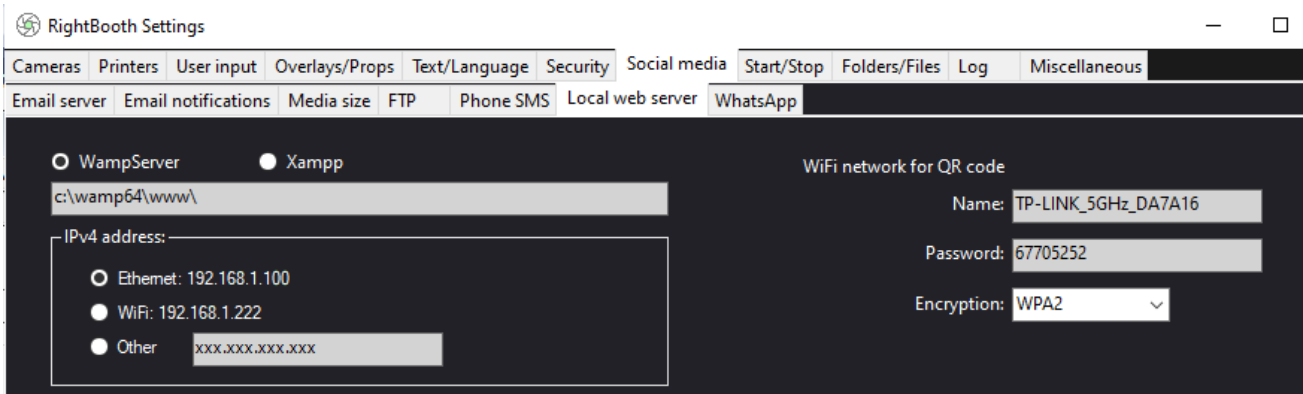 RightBooth Settings
Cameras Printers User input Overlays/Props Text/Language Security Social media Start/Stop Folders/Files Log Miscellaneous
Email server Email notifications Media size FTP Phone SMS Local web server WhatsApp
WampServer Xampp
c:\wamp64\www\
IPv4 address:
Ethernet: 192.168.1.100
WiFi: 192.168.1.222
Other xxx.xxx.xxx.xxx
WiFi network for QR code
Name: TP-LINK_5GHz_DA7A16
Password: 67705252
Encryption: WPA2